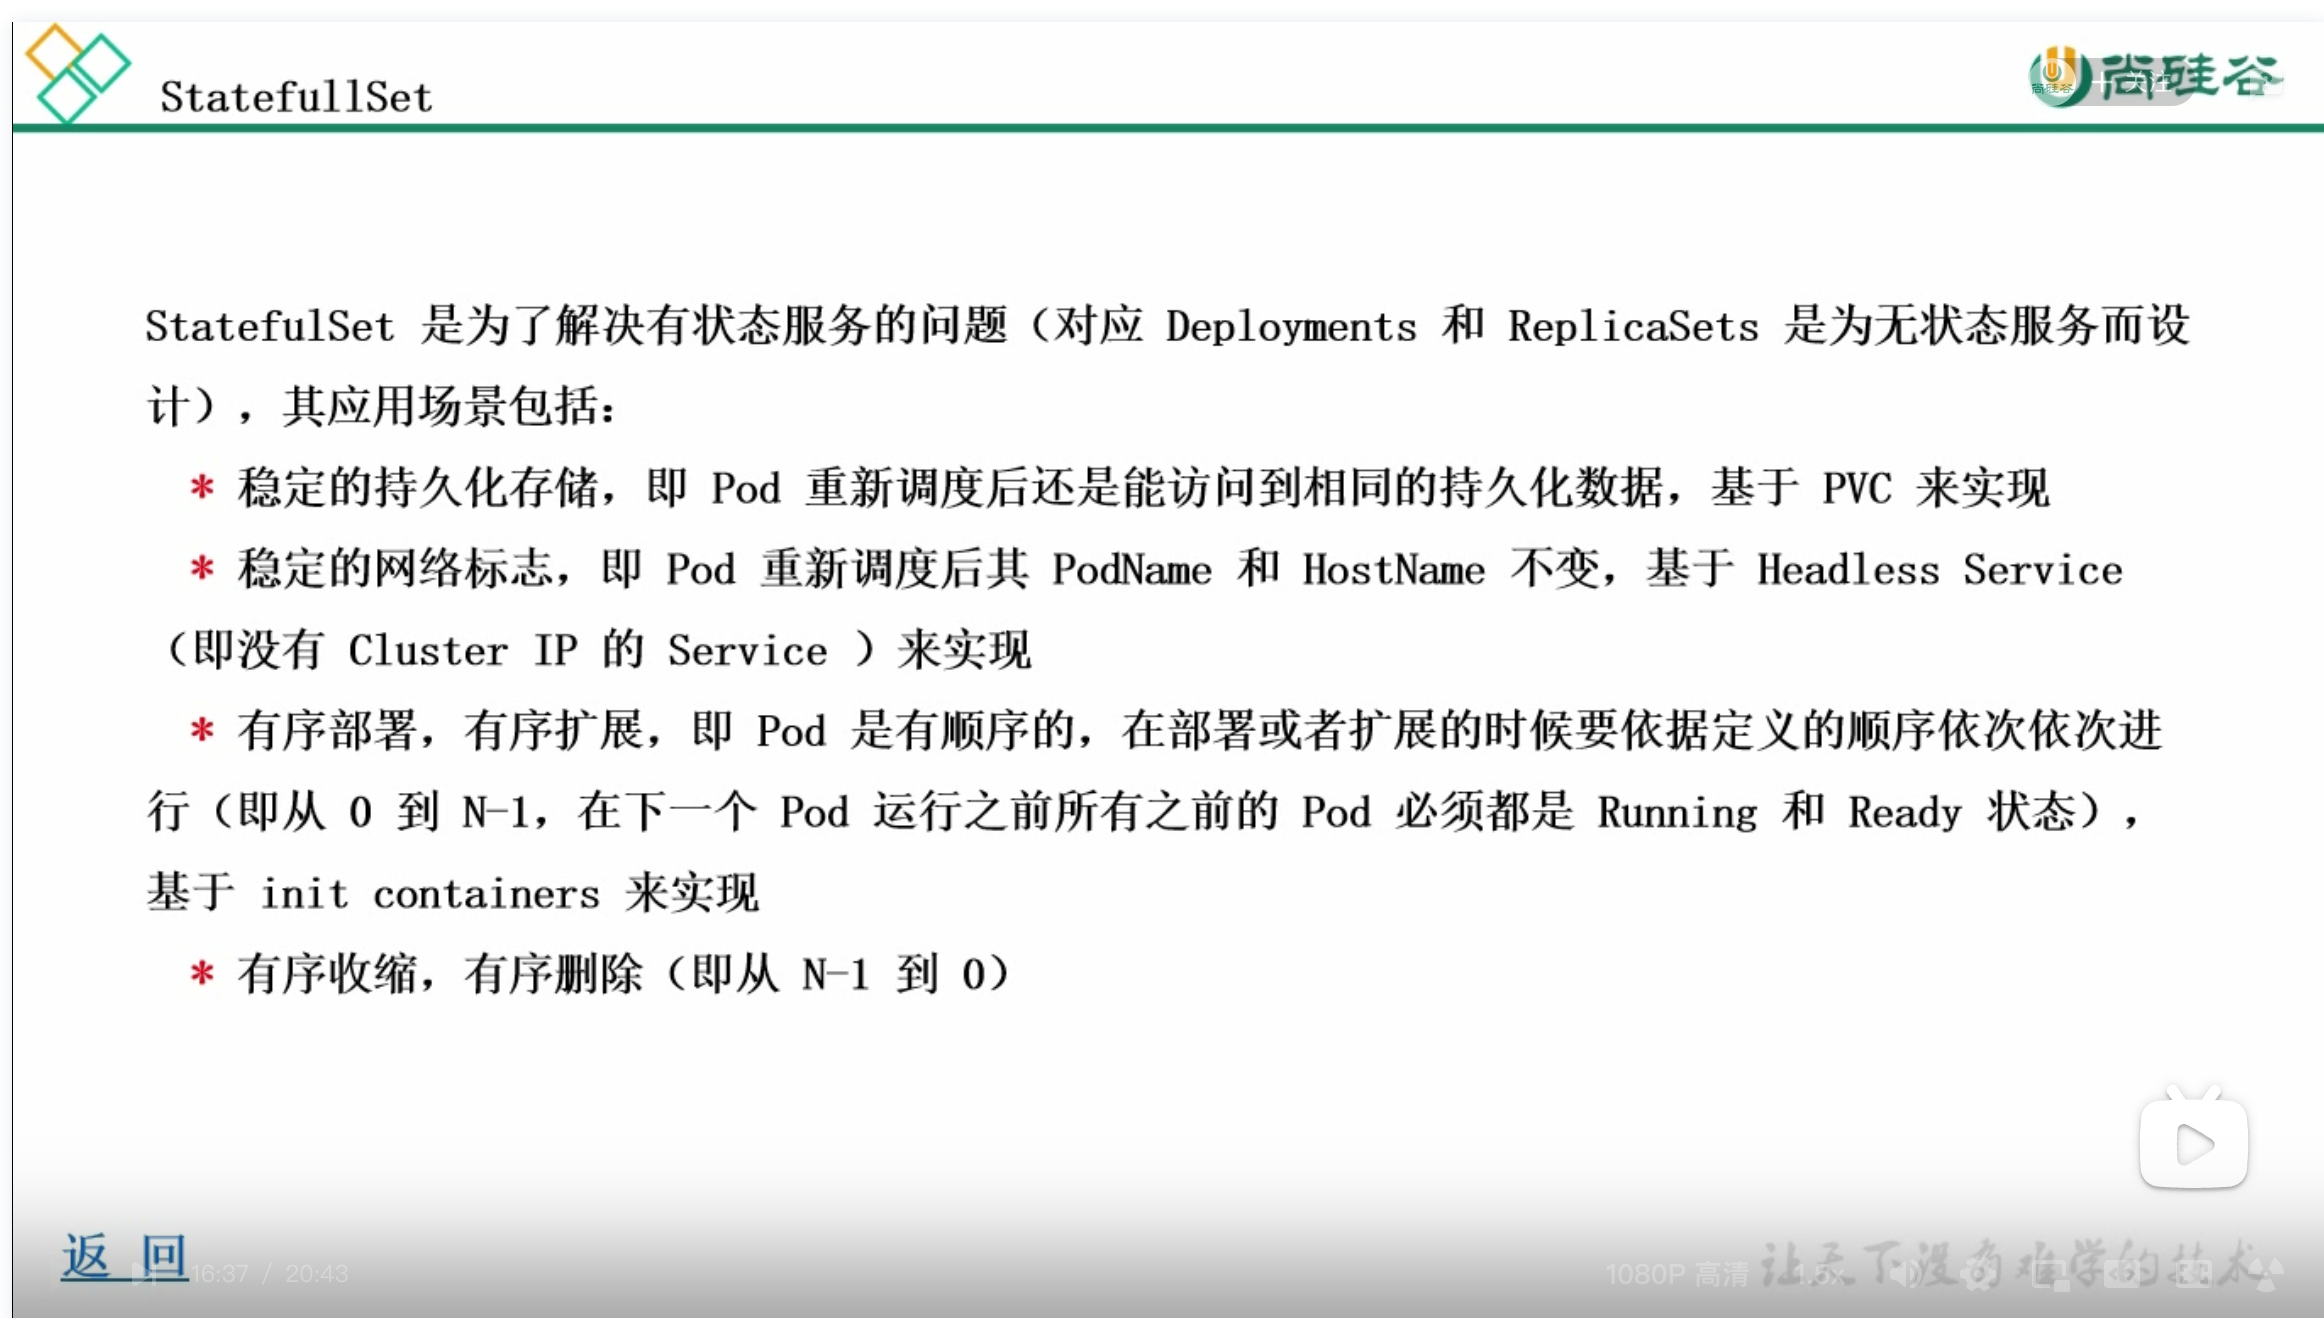 StatefullSet
尚硅谷
尚硅谷
+ 关注
StatefulSet 是为了解决有状态服务的问题（对应 Deployments 和 ReplicaSets 是为无状态服务而设
计），其应用场景包括：
* 稳定的持久化存储，即 Pod 重新调度后还是能访问到相同的持久化数据，基于 PVC 来实现
* 稳定的网络标志，即 Pod 重新调度后其 PodName 和 HostName 不变，基于 Headless Service
（即没有 Cluster IP 的 Service ）来实现
* 有序部署，有序扩展，即 Pod 是有顺序的，在部署或者扩展的时候要依据定义的顺序依次依次进
行（即从 0 到 N-1，在下一个 Pod 运行之前所有之前的 Pod 必须都是 Running 和 Ready 状态），
基于 init containers 来实现
* 有序收缩，有序删除（即从 N-1 到 0）
返 回
16:37 / 20:43
1080P 高清
1.5x
让天下没有难学的技术